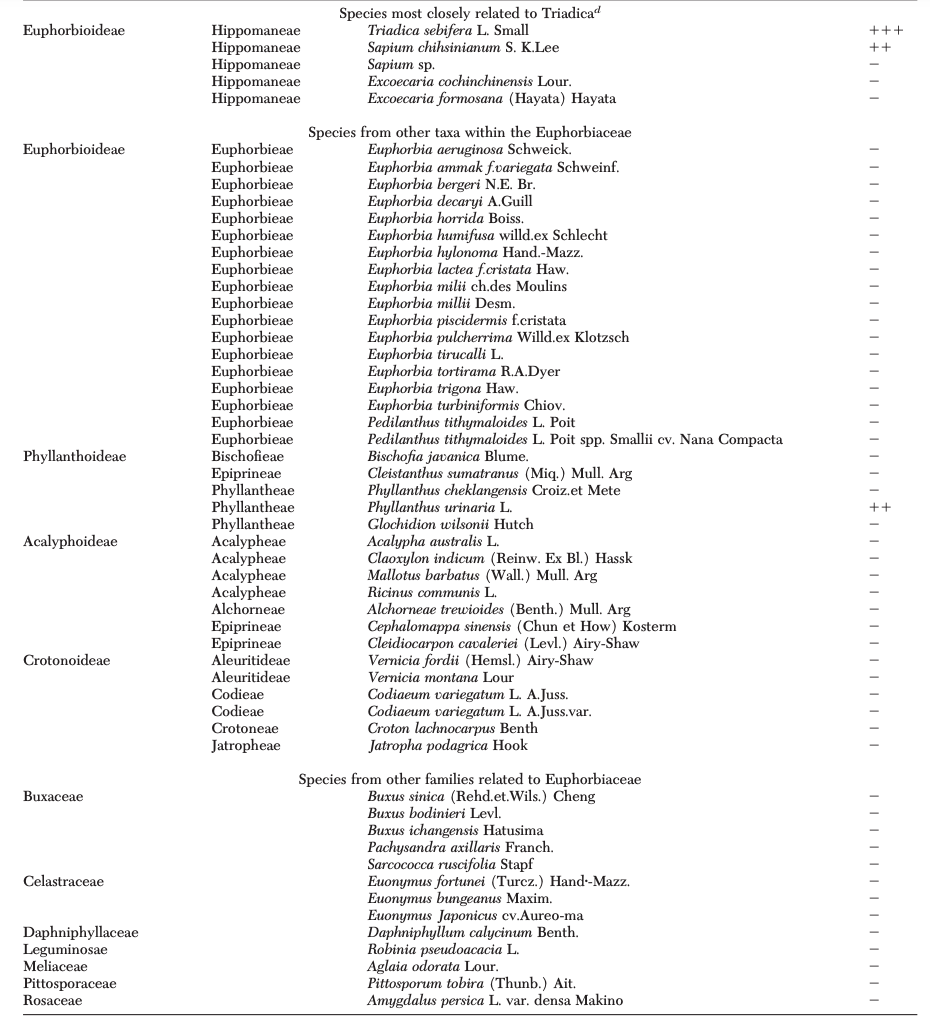 Species most closely related to Triadica^d
Euphorbioideae Hippomaneae Triadica sebifera L. Small +++
Hippomaneae Sapium chihsinianum S. K.Lee ++
Hippomaneae Sapium sp. −
Hippomaneae Excoecaria cochinchinensis Lour. −
Hippomaneae Excoecaria formosana (Hayata) Hayata −
Species from other taxa within the Euphorbiaceae
Euphorbioideae Euphorbieae Euphorbia aeruginosa Schweick. −
Euphorbieae Euphorbia ammak f.variegata Schweinf. −
Euphorbieae Euphorbia bergeri N.E. Br. −
Euphorbieae Euphorbia decaryi A.Guill −
Euphorbieae Euphorbia horrida Boiss. −
Euphorbieae Euphorbia humifusa willd.ex Schlecht −
Euphorbieae Euphorbia hylonoma Hand.-Mazz. −
Euphorbieae Euphorbia lactea f.cristata Haw. −
Euphorbieae Euphorbia milii ch.des Moulins −
Euphorbieae Euphorbia millii Desm. −
Euphorbieae Euphorbia piscidermis f.cristata −
Euphorbieae Euphorbia pulcherrima Willd.ex Klotzsch −
Euphorbieae Euphorbia tirucalli L. −
Euphorbieae Euphorbia tortirama R.A.Dyer −
Euphorbieae Euphorbia trigona Haw. −
Euphorbieae Euphorbia turbiniformis Chiov. −
Euphorbieae Pedilanthus tithymaloides L. Poit −
Euphorbieae Pedilanthus tithymaloides L. Poit spp. Smallii cv. Nana Compacta −
Phyllanthoideae Bischofieae Bischofia javanica Blume. −
Epiprineae Cleistanthus sumatranus (Miq.) Mull. Arg −
Phyllantheae Phyllanthus cheklangensis Croiz.et Mete −
Phyllantheae Phyllanthus urinaria L. ++
Phyllantheae Glochidion wilsonii Hutch −
Acalyphoideae Acalypheae Acalypha australis L. −
Acalypheae Claoxylon indicum (Reinw. Ex Bl.) Hassk −
Acalypheae Mallotus barbatus (Wall.) Mull. Arg −
Acalypheae Ricinus communis L. −
Alchorneae Alchorneae trewioides (Benth.) Mull. Arg −
Epiprineae Cephalomappa sinensis (Chun et How) Kosterm −
Epiprineae Cleidiocarpon cavaleriei (Levl.) Airy-Shaw −
Crotonoideae Aleuritideae Vernicia fordii (Hemsl.) Airy-Shaw −
Aleuritideae Vernicia montana Lour −
Codieae Codiaeum variegatum L. A.Juss. −
Codieae Codiaeum variegatum L. A.Juss.var. −
Crotoneae Croton lachnocarpus Benth −
Jatropheae Jatropha podagrica Hook −
Species from other families related to Euphorbiaceae
Buxaceae Buxus sinica (Rehd.et.Wils.) Cheng −
Buxus bodinieri Levl. −
Buxus ichangensis Hatusima −
Pachysandra axillaris Franch. −
Sarcococca ruscifolia Stapf −
Celastraceae Euonymus fortunei (Turcz.) Hand·-Mazz. −
Euonymus bungeanus Maxim. −
Euonymus Japonicus cv.Aureo-ma −
Daphniphyllaceae Daphniphyllum calycinum Benth. −
Leguminosae Robinia pseudoacacia L. −
Meliaceae Aglaia odorata Lour. −
Pittosporaceae Pittosporum tobira (Thunb.) Ait. −
Rosaceae Amygdalus persica L. var. densa Makino −